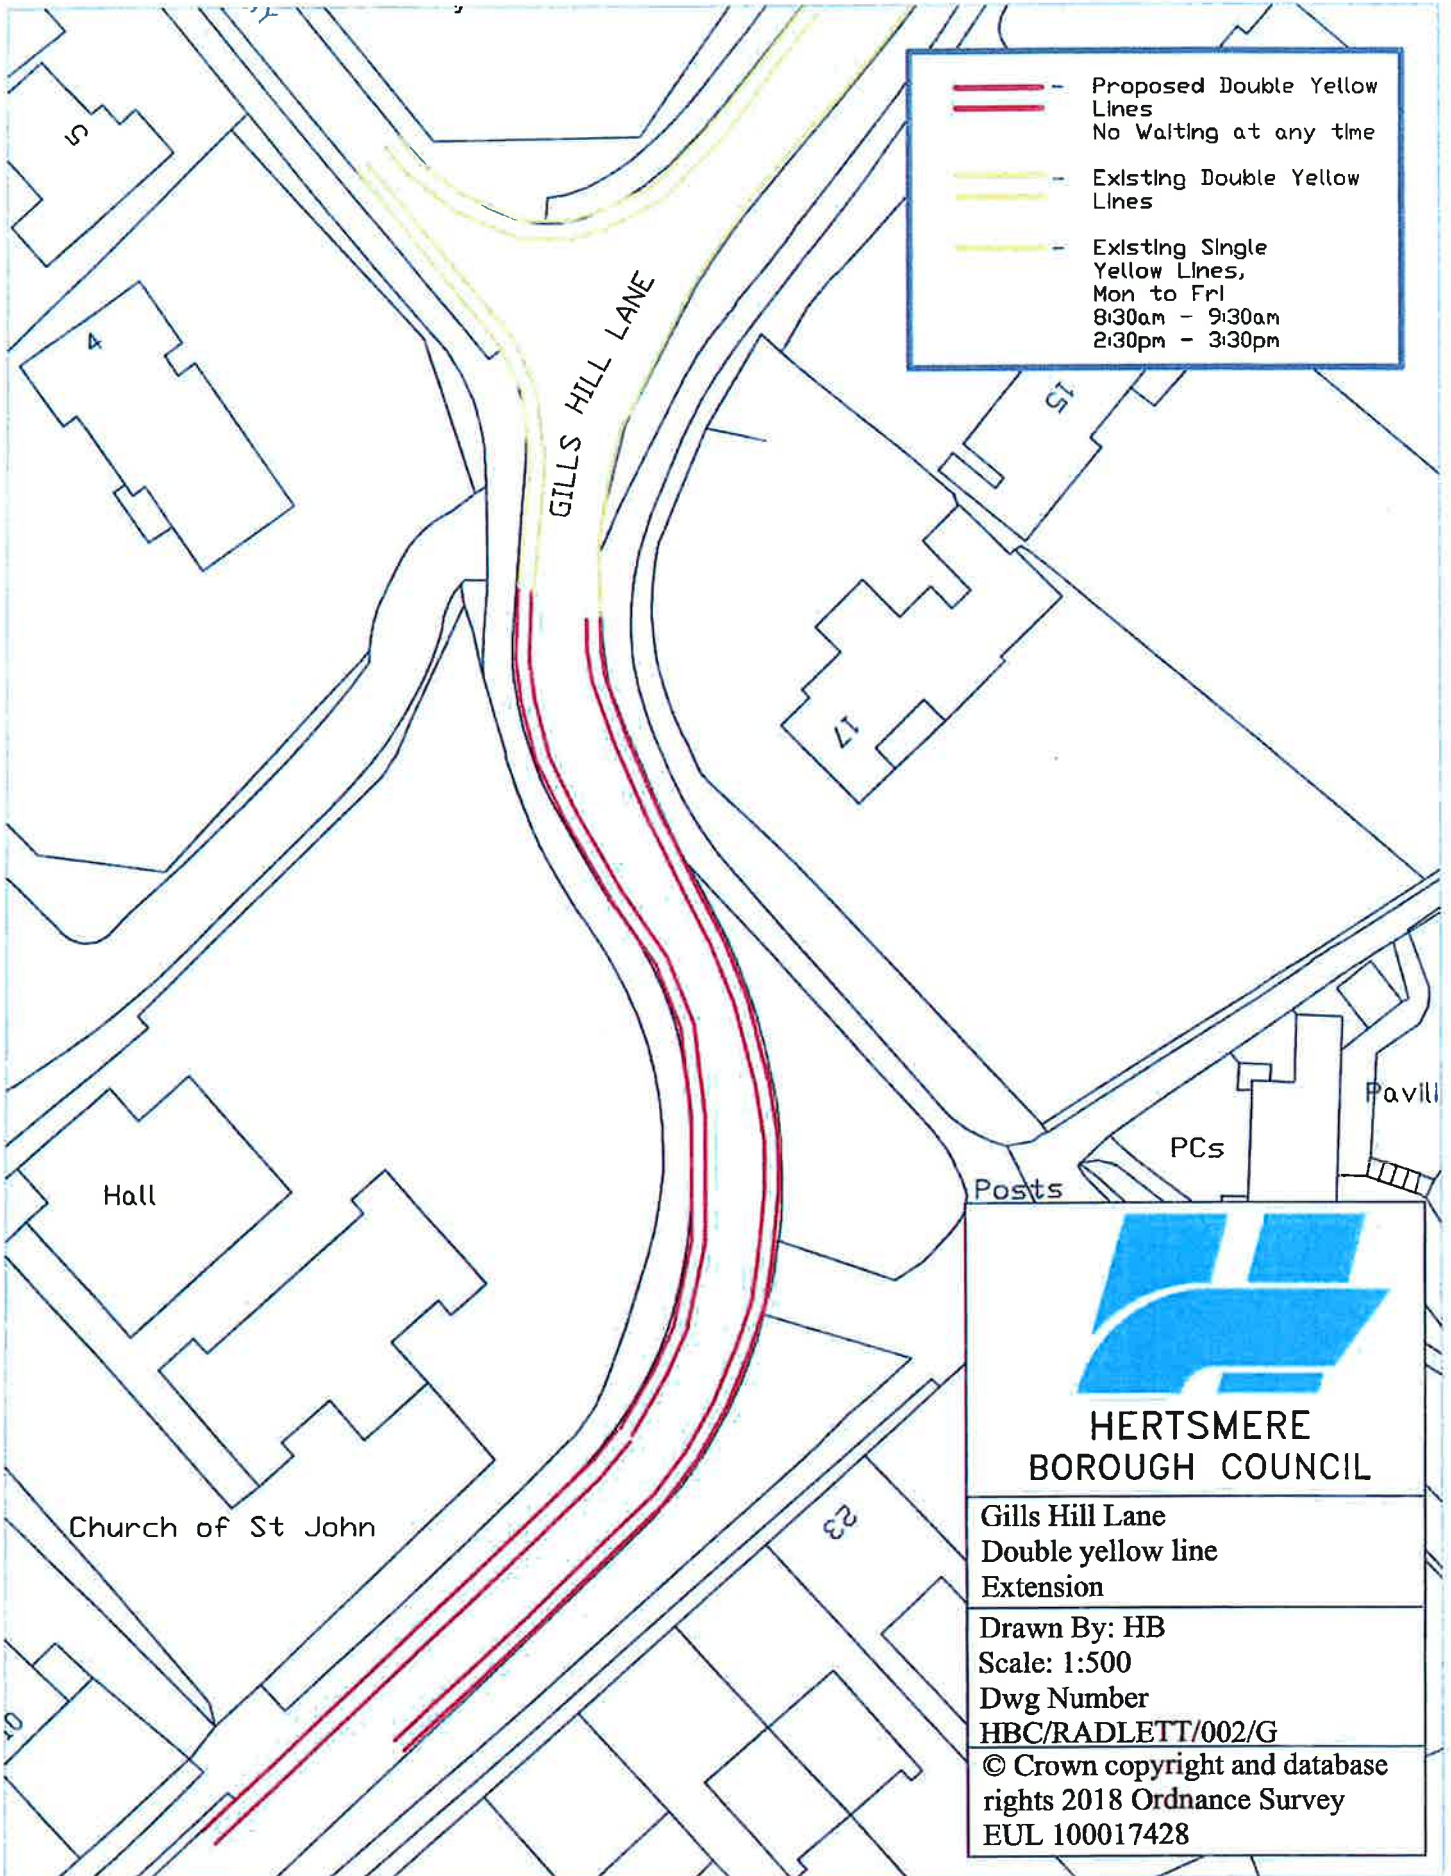 Proposed Double Yellow
Lines
No Waiting at any time
Existing Double Yellow
Lines
Existing Single
Yellow Lines,
Mon to Fri
8:30am - 9:30am
2:30pm - 3:30pm
5
4
GILLS HILL LANE
15
17
Hall
Church of St John
Posts
PCs
Pavili
23
HERTSMERE
BOROUGH COUNCIL
Gills Hill Lane
Double yellow line
Extension
Drawn By: HB
Scale: 1:500
Dwg Number
HBC/RADLETT/002/G
© Crown copyright and database
rights 2018 Ordnance Survey
EUL 100017428